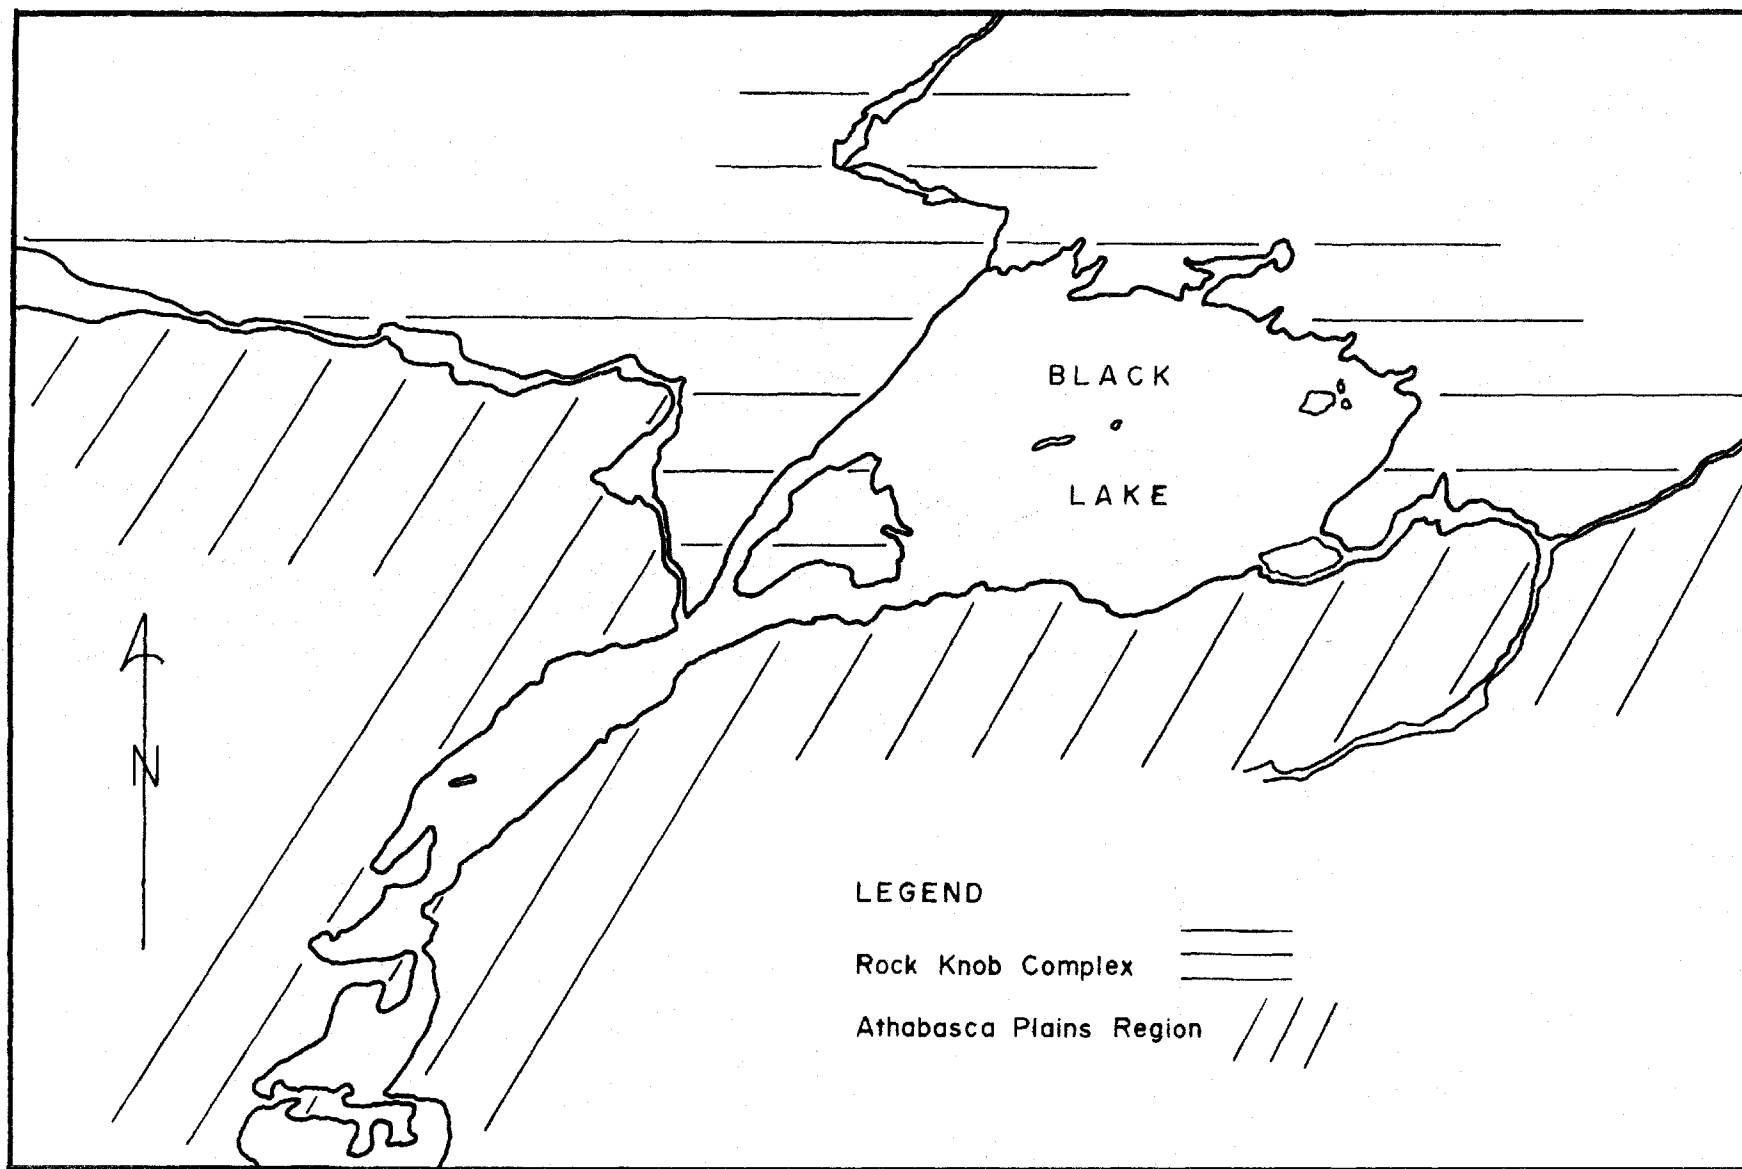 BLACK
LAKE
N
LEGEND
Rock Knob Complex
Athabasca Plains Region